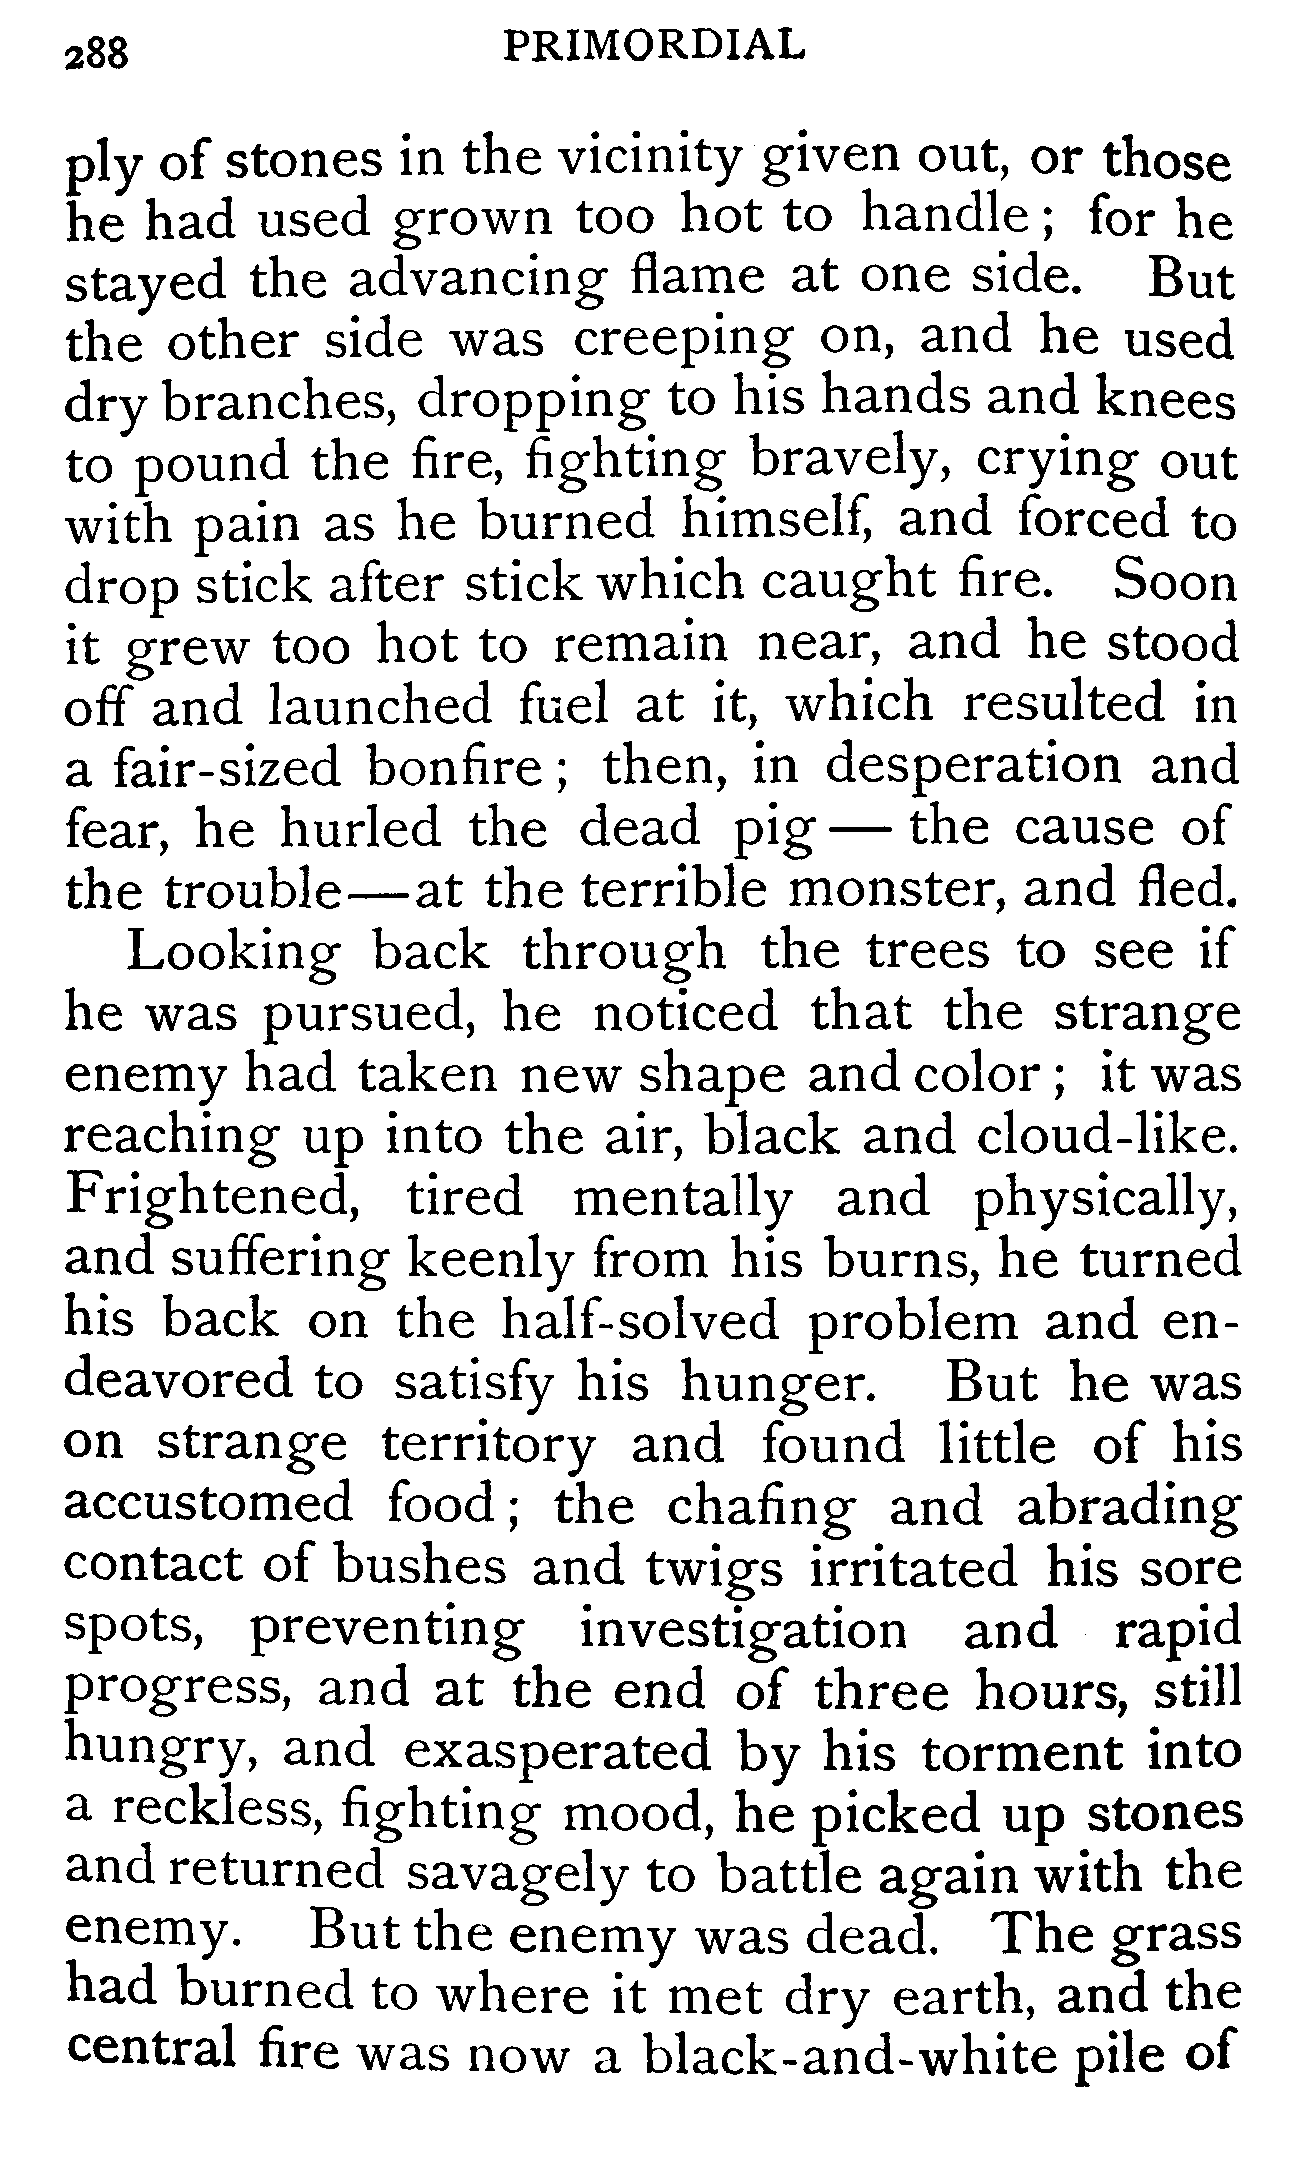 288 PRIMORDIAL
ply of stones in the vicinity given out, or those
he had used grown too hot to handle; for he
stayed the advancing flame at one side. But
the other side was creeping on, and he used
dry branches, dropping to his hands and knees
to pound the fire, fighting bravely, crying out
with pain as he burned himself, and forced to
drop stick after stick which caught fire. Soon
it grew too hot to remain near, and he stood
off and launched fuel at it, which resulted in
a fair-sized bonfire; then, in desperation and
fear, he hurled the dead pig—the cause of
the trouble—at the terrible monster, and fled.
Looking back through the trees to see if
he was pursued, he noticed that the strange
enemy had taken new shape and color; it was
reaching up into the air, black and cloud-like.
Frightened, tired mentally and physically,
and suffering keenly from his burns, he turned
his back on the half-solved problem and en-
deavored to satisfy his hunger. But he was
on strange territory and found little of his
accustomed food; the chafing and abrading
contact of bushes and twigs irritated his sore
spots, preventing investigation and rapid
progress, and at the end of three hours, still
hungry, and exasperated by his torment into
a reckless, fighting mood, he picked up stones
and returned savagely to battle again with the
enemy. But the enemy was dead. The grass
had burned to where it met dry earth, and the
central fire was now a black-and-white pile of